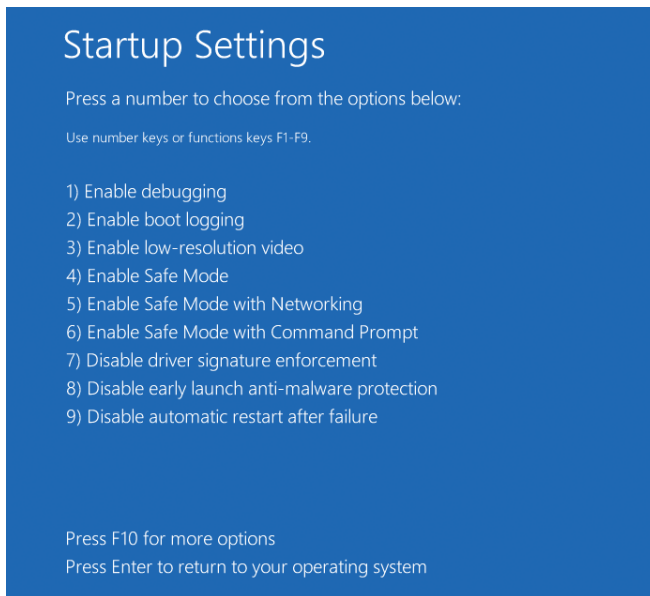 Startup Settings
Press a number to choose from the options below:
Use number keys or functions keys F1-F9.
1) Enable debugging
2) Enable boot logging
3) Enable low-resolution video
4) Enable Safe Mode
5) Enable Safe Mode with Networking
6) Enable Safe Mode with Command Prompt
7) Disable driver signature enforcement
8) Disable early launch anti-malware protection
9) Disable automatic restart after failure
Press F10 for more options
Press Enter to return to your operating system